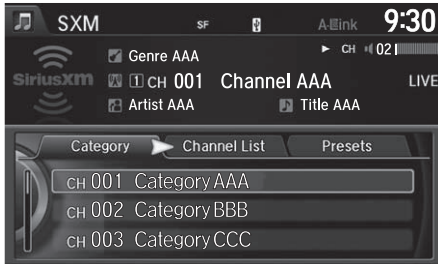 SXM SF A-Link 9:30
Genre AAA ► CH 02
SiriusXM 1 CH 001 Channel AAA LIVE
Artist AAA Title AAA
Category Channel List Presets
CH 001 Category AAA
CH 002 Category BBB
CH 003 Category CCC